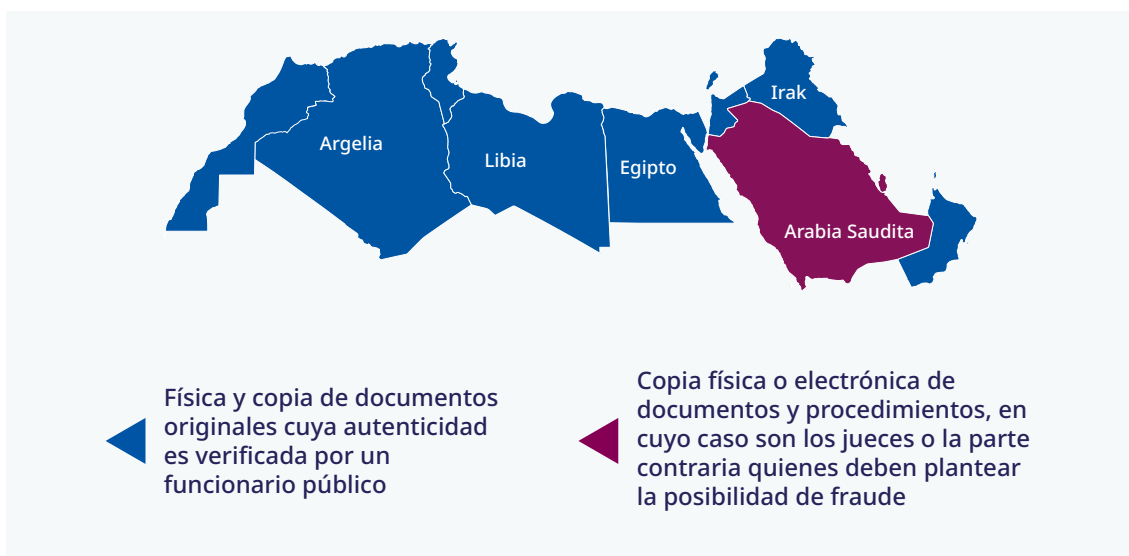 Irak
Argelia
Libia
Egipto
Arabia Saudita
Física y copia de documentos
originales cuya autenticidad
es verificada por un
funcionario público
Copia física o electrónica de
documentos y procedimientos, en
cuyo caso son los jueces o la parte
contraria quienes deben plantear
la posibilidad de fraude